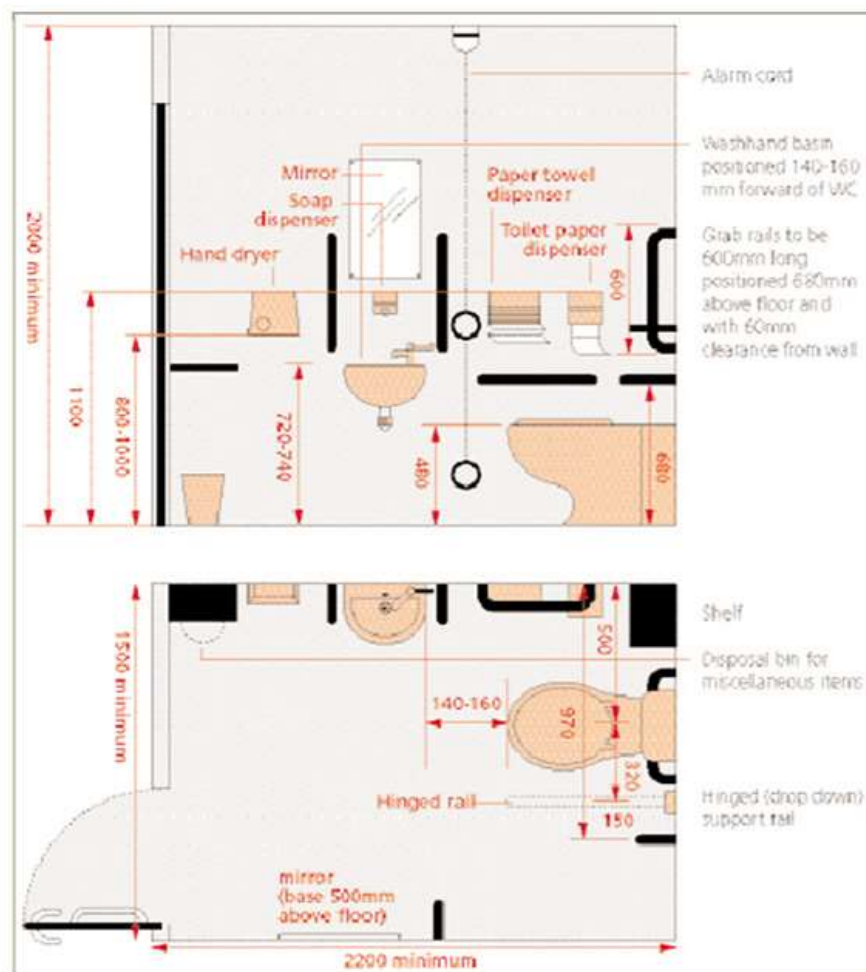 Alarm cord
Washhand basin
positioned 140-160
mm forward of WC
Mirror
Soap
dispenser
Paper towel
dispenser
Toilet paper
dispenser
Hand dryer
Grab rails to be
600mm long
positioned 680mm
above floor and
with 60mm
clearance from wall
2000 minimum
1100
800-1000
720-740
480
600
680
Shelf
Disposal bin for
miscellaneous items
1500 minimum
140-160
500
970
320
150
Hinged rail
Hinged (drop down)
support rail
mirror
(base 500mm
above floor)
2200 minimum